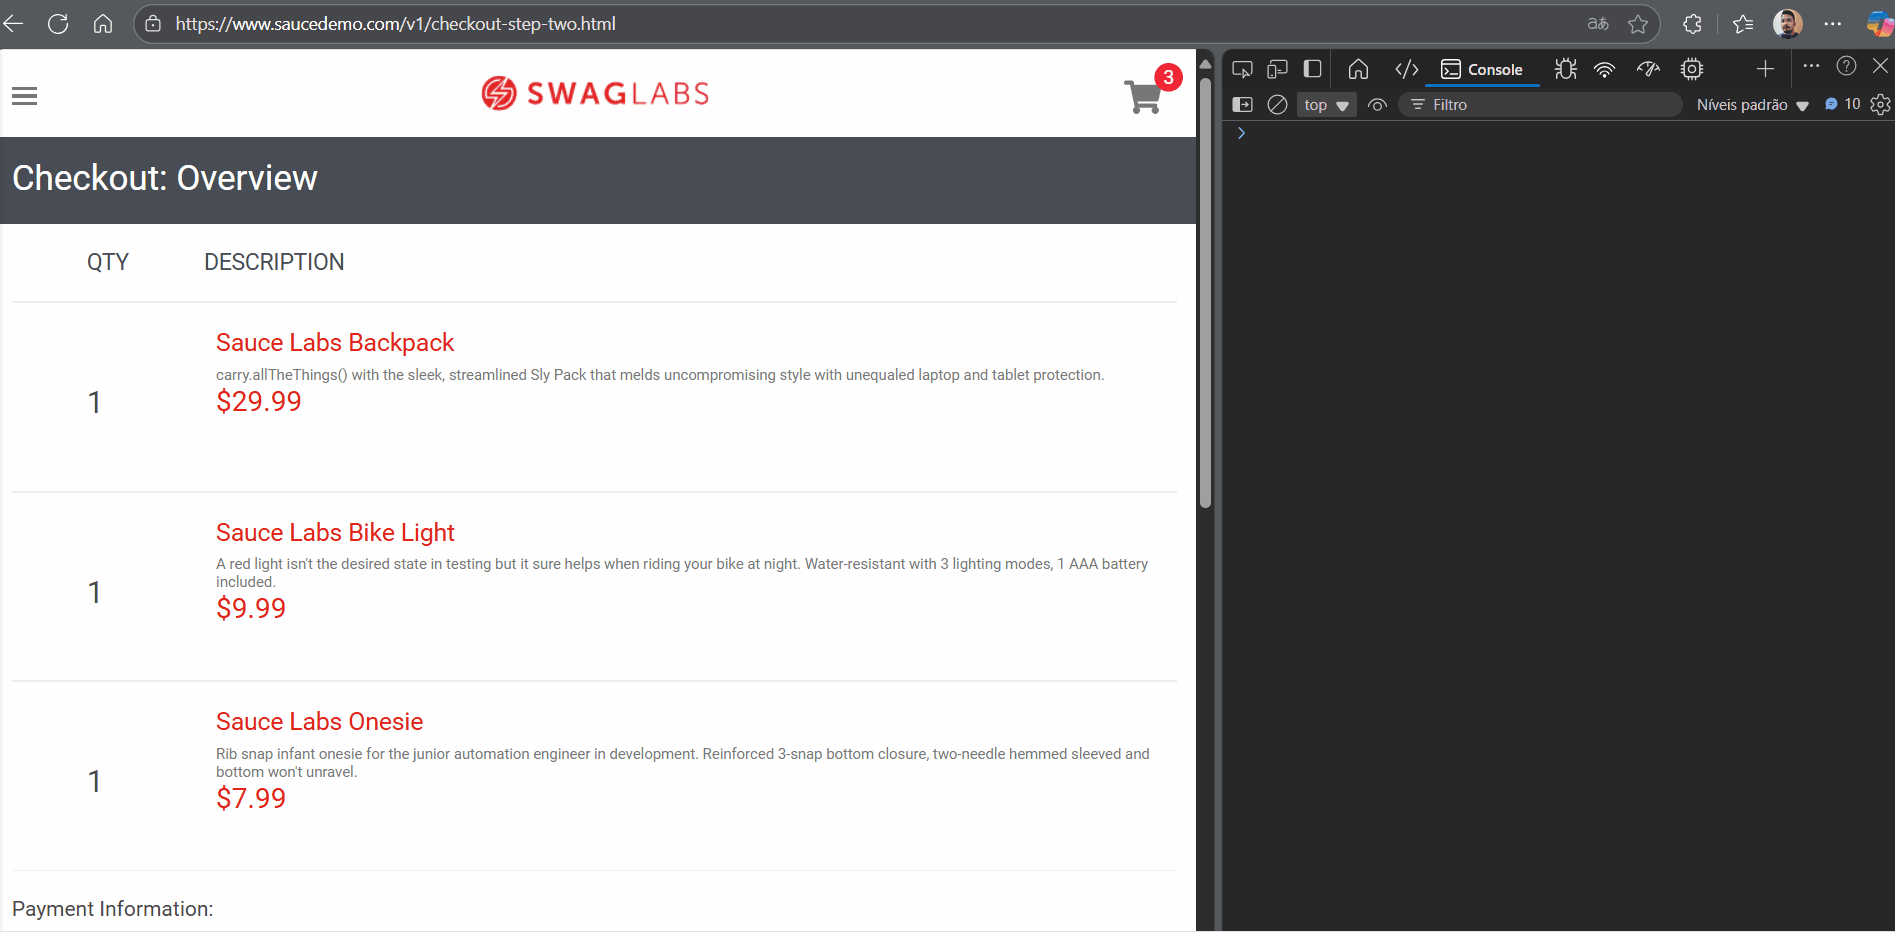 https://www.saucedemo.com/v1/checkout-step-two.html
aあ
SWAGLABS
3
Console
top
Filtro
Níveis padrão
10
Checkout: Overview
QTY DESCRIPTION
Sauce Labs Backpack
carry.allTheThings() with the sleek, streamlined Sly Pack that melds uncompromising style with unequaled laptop and tablet protection.
1
$29.99
Sauce Labs Bike Light
A red light isn't the desired state in testing but it sure helps when riding your bike at night. Water-resistant with 3 lighting modes, 1 AAA battery
included.
1
$9.99
Sauce Labs Onesie
Rib snap infant onesie for the junior automation engineer in development. Reinforced 3-snap bottom closure, two-needle hemmed sleeved and
bottom won't unravel.
1
$7.99
Payment Information: